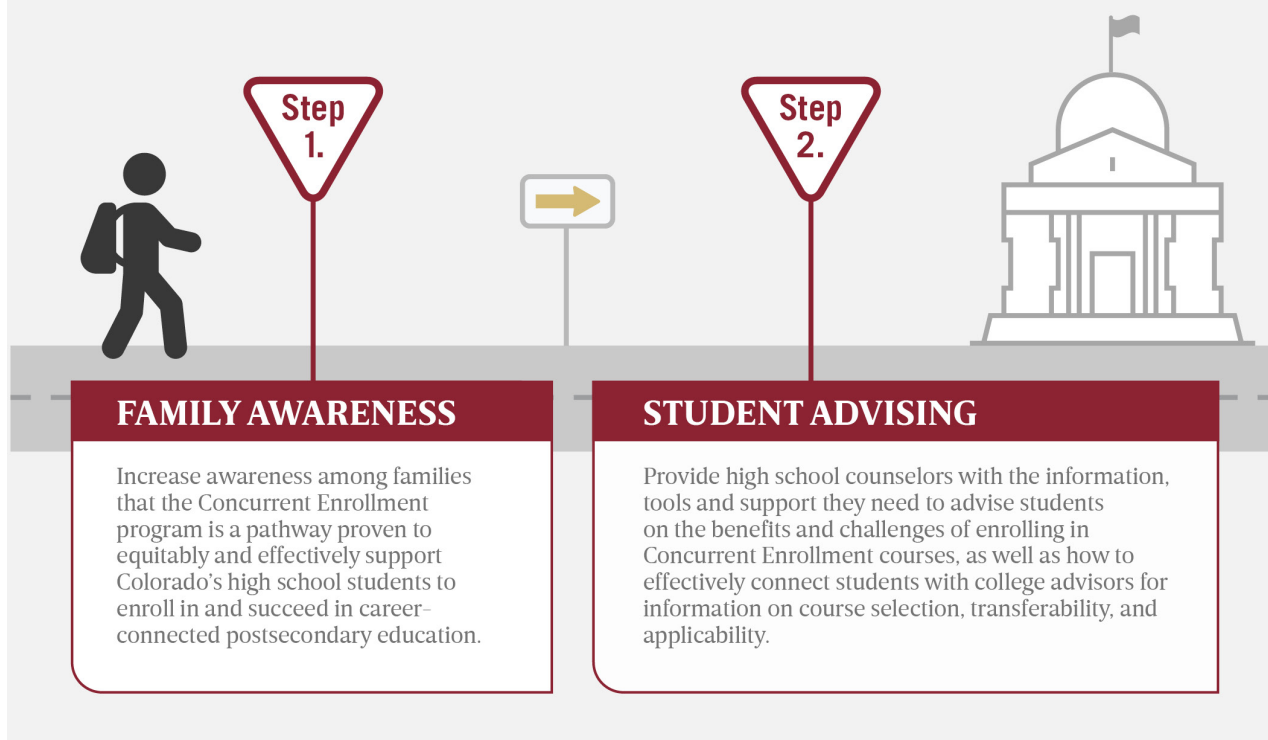 Step
1.
Step
2.
FAMILY AWARENESS
Increase awareness among families
that the Concurrent Enrollment
program is a pathway proven to
equitably and effectively support
Colorado’s high school students to
enroll in and succeed in career-
connected postsecondary education.
STUDENT ADVISING
Provide high school counselors with the information,
tools and support they need to advise students
on the benefits and challenges of enrolling in
Concurrent Enrollment courses, as well as how to
effectively connect students with college advisors for
information on course selection, transferability, and
applicability.